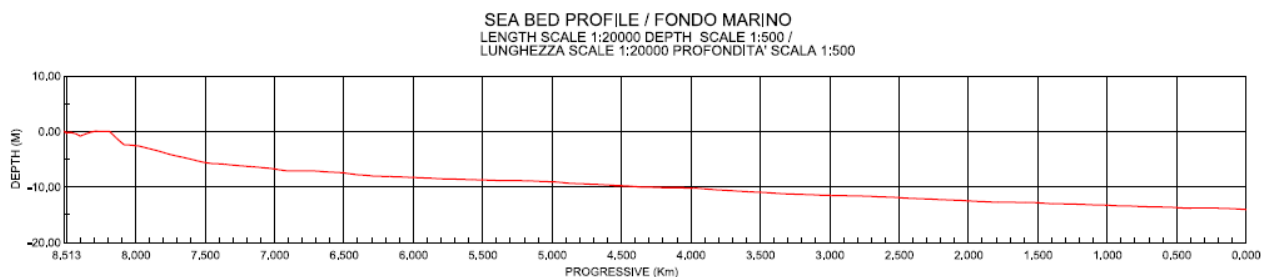 SEA BED PROFILE / FONDO MARINO
LENGTH SCALE 1:20000 DEPTH SCALE 1:500 /
LUNGHEZZA SCALE 1:20000 PROFONDITA' SCALA 1:500
10,00
0.00
-10,00
-20.00
DEPTH (M)
8.513 8.000 7.500 7.000 6.500 6.000 5.500 5.000 4.500 4.000 3.500 3.000 2.500 2.000 1.500 1.000 0.500 0.000
PROGRESSIVE (Km)